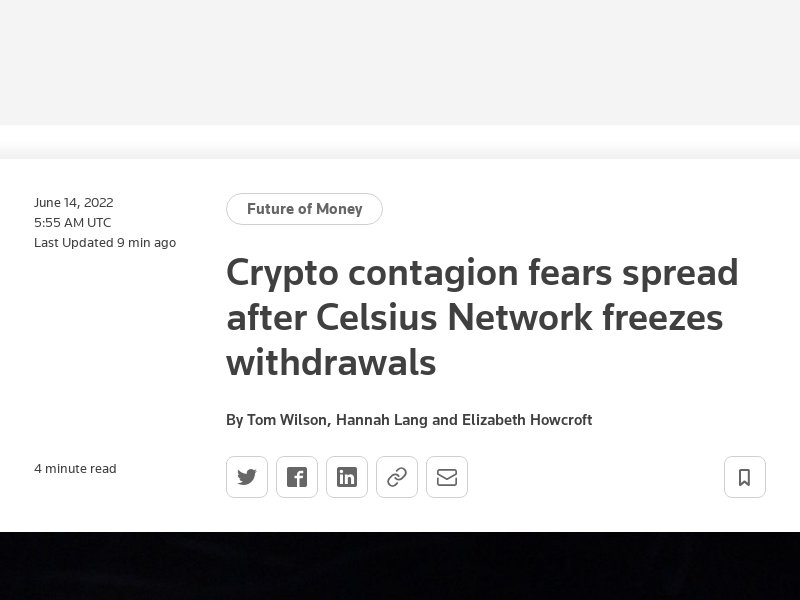 June 14, 2022
5:55 AM UTC
Last Updated 9 min ago
Future of Money
Crypto contagion fears spread
after Celsius Network freezes
withdrawals
By Tom Wilson, Hannah Lang and Elizabeth Howcroft
4 minute read